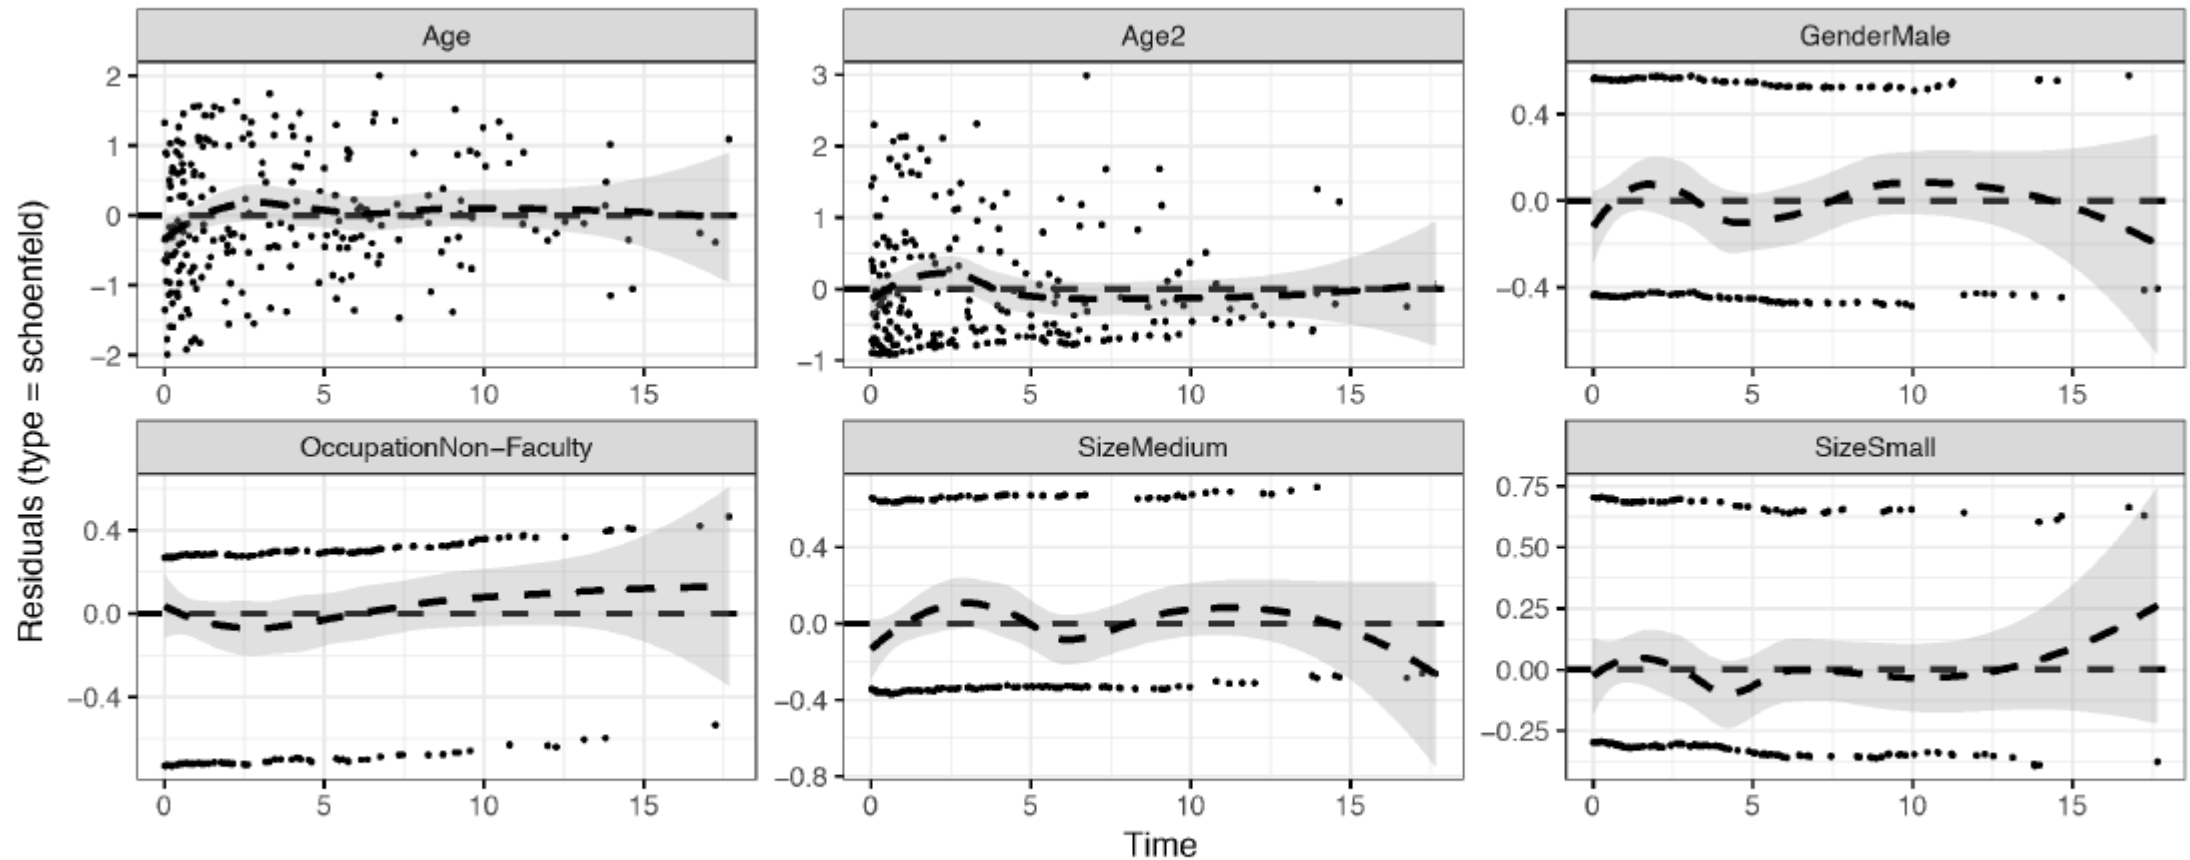 Residuals (type = schoenfeld)
Age
2
1
0
−1
−2
0 5 10 15
Age2
3
2
1
0
−1
0 5 10 15
GenderMale
0.4
0.0
−0.4
0 5 10 15
OccupationNon−Faculty
0.4
0.0
−0.4
0 5 10 15
SizeMedium
0.4
0.0
−0.4
−0.8
0 5 10 15
SizeSmall
0.75
0.50
0.25
0.00
−0.25
0 5 10 15
Time